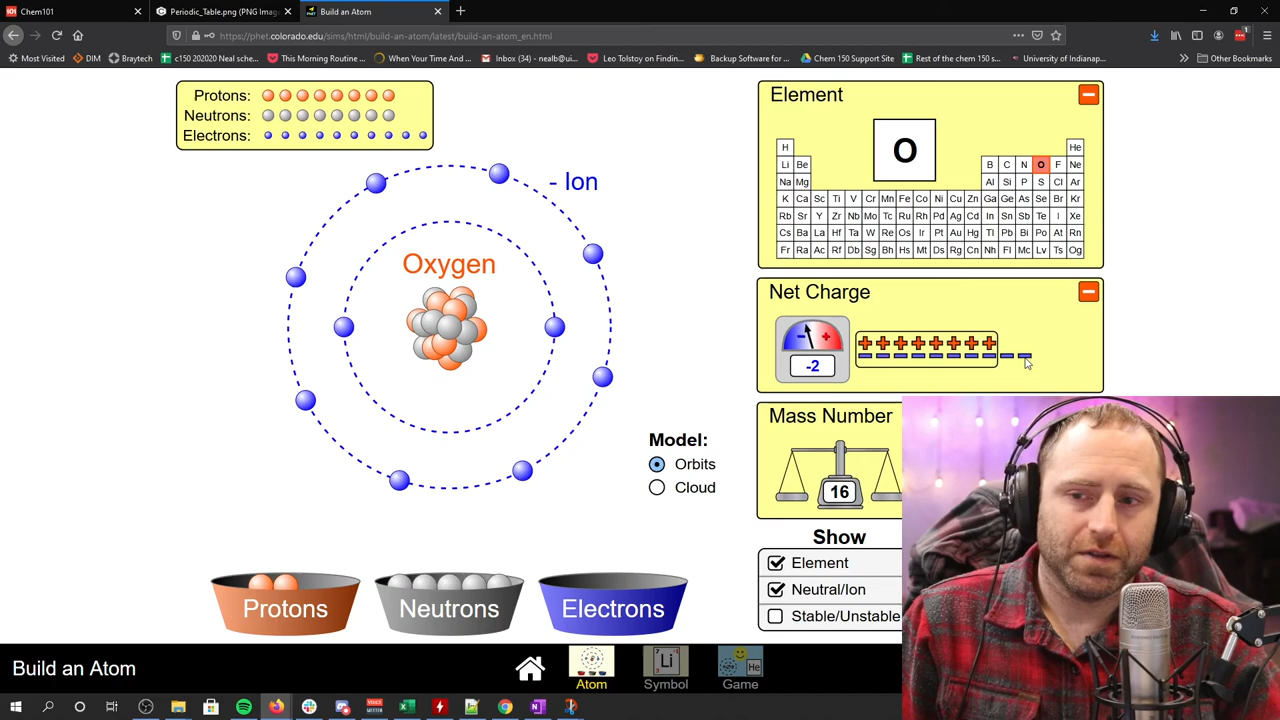 Chem101
Periodic_Table.png (PNG Imag
Build an Atom
https://phet.colorado.edu/sims/html/build-an-atom/latest/build-an-atom_en.html
Most Visited
DIM
Braytech
c150 202020 Neal sche...
This Morning Routine ...
When Your Time And ...
Inbox (34) - nealb@ui...
Leo Tolstoy on Findin...
Backup Software for ...
Chem 150 Support Site
Rest of the chem 150 s...
University of Indianap...
Other Bookmarks
Protons:
Neutrons:
Electrons:
- Ion
Oxygen
Element
O
H He
Li Be B C N O F Ne
Na Mg Al Si P S Cl Ar
K Ca Sc Ti V Cr Mn Fe Co Ni Cu Zn Ga Ge As Se Br Kr
Rb Sr Y Zr Nb Mo Tc Ru Rh Pd Ag Cd In Sn Sb Te I Xe
Cs Ba La Hf Ta W Re Os Ir Pt Au Hg Tl Pb Bi Po At Rn
Fr Ra Ac Rf Db Sg Bh Hs Mt Ds Rg Cn Nh Fl Mc Lv Ts Og
Net Charge
- +
-2
Mass Number
16
Model:
Orbits
Cloud
Show
Element
Neutral/Ion
Stable/Unstable
Protons
Neutrons
Electrons
Build an Atom
Li
He
Atom
Symbol
Game